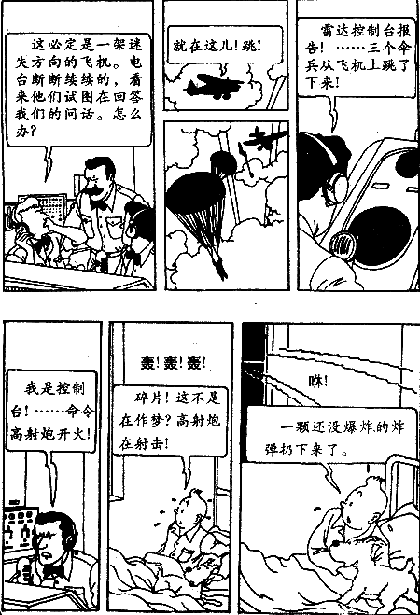 这必定是一架迷
失方向的飞机。电
台断断续续的，看
来他们试图在回答
我们的问话。怎么
办？
就在这儿！跳！
雷达控制台报
告！……三个伞
兵从飞机上跳了
下来！
我是控制
台！……命令
高射炮开火！
轰！轰！轰！
碎片！这不是
在作梦？高射炮
在射击！
咻！
一颗还没爆炸的炸
弹扔下来了。